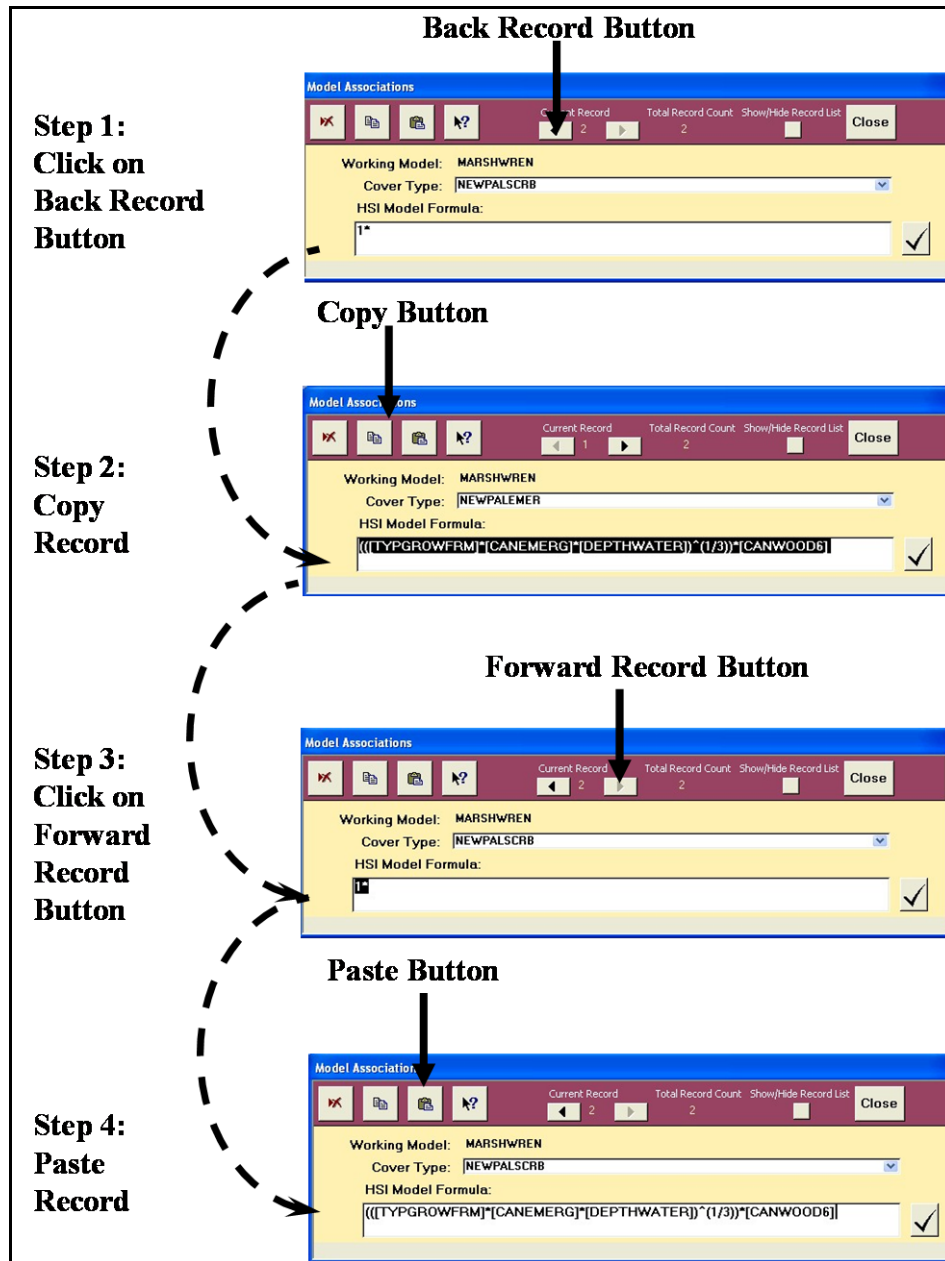 Back Record Button
Step 1:
Click on
Back Record
Button
Model Associations
Current Record
2
Total Record Count
2
Show/Hide Record List
Close
Working Model: MARSHWREN
Cover Type: NEWPALSCRB
HSI Model Formula:
1*
Copy Button
Step 2:
Copy
Record
Model Associations
Current Record
1
Total Record Count
2
Show/Hide Record List
Close
Working Model: MARSHWREN
Cover Type: NEWPALEMER
HSI Model Formula:
((([TYPGROWFRM]*[CANEMERG]*[DEPTHWATER])^(1/3))*[CANWOOD6]
Forward Record Button
Step 3:
Click on
Forward
Record
Button
Model Associations
Current Record
2
Total Record Count
2
Show/Hide Record List
Close
Working Model: MARSHWREN
Cover Type: NEWPALSCRB
HSI Model Formula:
1*
Paste Button
Step 4:
Paste
Record
Model Associations
Current Record
2
Total Record Count
2
Show/Hide Record List
Close
Working Model: MARSHWREN
Cover Type: NEWPALSCRB
HSI Model Formula:
((([TYPGROWFRM]*[CANEMERG]*[DEPTHWATER])^(1/3))*[CANWOOD6]